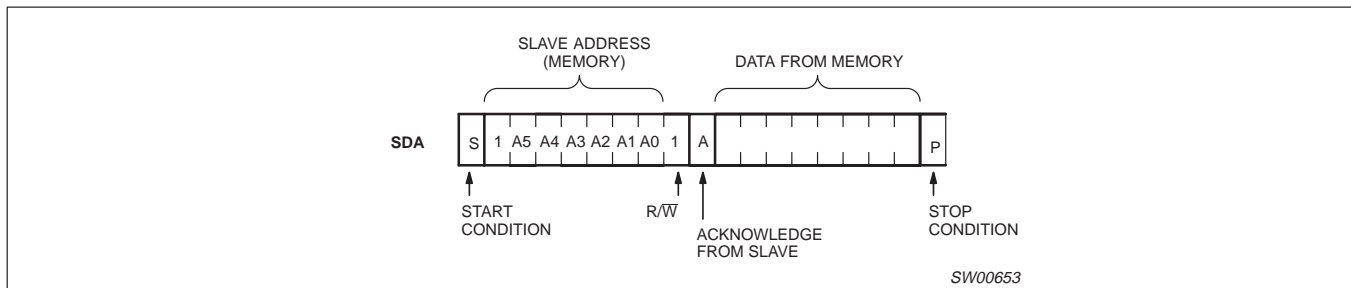 SLAVE ADDRESS
(MEMORY)
DATA FROM MEMORY
SDA
S 1 A5 A4 A3 A2 A1 A0 1 A P
START
CONDITION
R/W̅
ACKNOWLEDGE
FROM SLAVE
STOP
CONDITION
SW00653